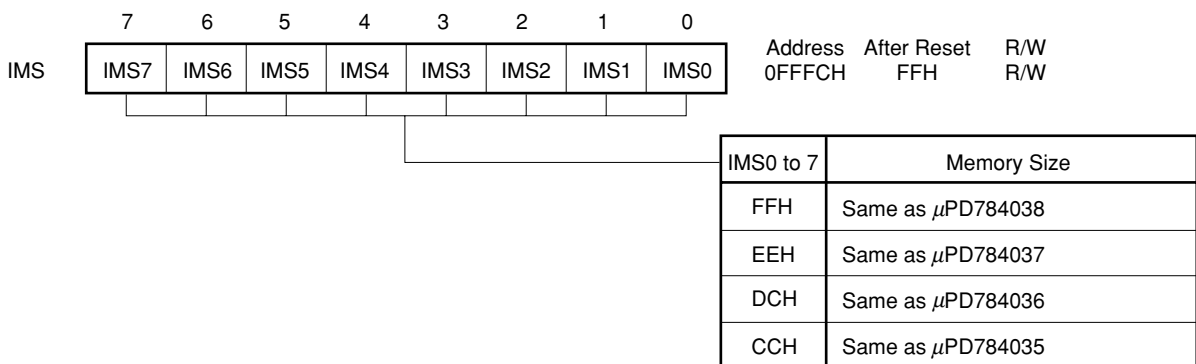 7 6 5 4 3 2 1 0
IMS IMS7 IMS6 IMS5 IMS4 IMS3 IMS2 IMS1 IMS0
Address After Reset R/W
0FFFCH FFH R/W
IMS0 to 7 Memory Size
FFH Same as μPD784038
EEH Same as μPD784037
DCH Same as μPD784036
CCH Same as μPD784035